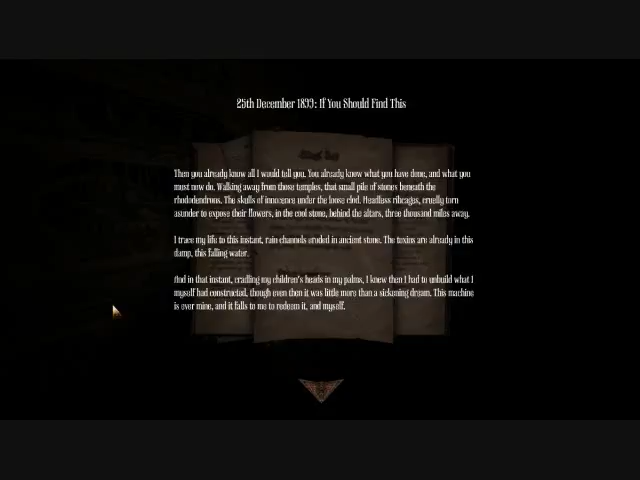 25th December 1899: If You Should Find This
Then you already know all I would tell you. You already know what you have done, and what you
must now do. Walking away from those temples, that small pile of stones beneath the
rhododendrons. The skulls of innocence under the loose clod. Headless ribcages, cruelly torn
asunder to expose their flowers, in the cool stone, behind the altars, three thousand miles away.
I trace my life to this instant, rain channels eroded in ancient stone. The toxins are already in this
damp, this falling water.
And in that instant, cradling my children's heads in my palms, I knew then I had to unbuild what I
myself had constructed, though even then it was little more than a sickening dream. This machine
is ever mine, and it falls to me to redeem it, and myself.